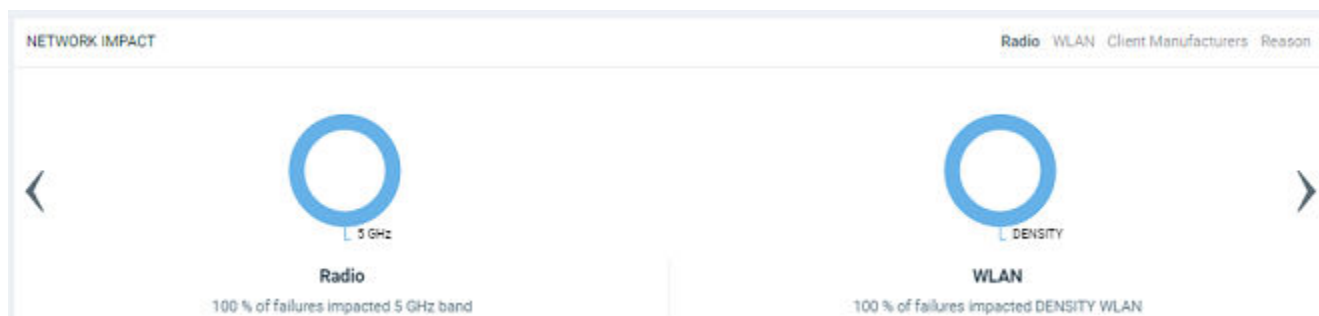 NETWORK IMPACT
Radio WLAN Client Manufacturers Reason
5 GHz
DENSITY
Radio
WLAN
100 % of failures impacted 5 GHz band
100 % of failures impacted DENSITY WLAN